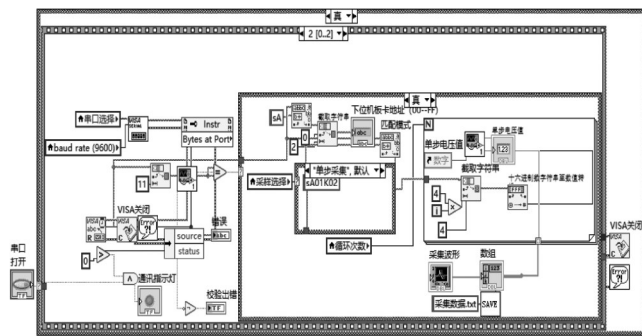 真
2 [0..2]
真
串口选择
Instr
Bytes at Port
baud rate (9600)
sA
0
2
截取字符串
下位机板卡地址 (00--FF)
匹配模式
N
单步电压值
数字
单步电压值
1.23
截取字符串
十六进制数字符串至数值转
4
i
4
采样选择
"单步采集", 默认
sA01K02
循环次数
11
VISA关闭
source
status
错误
abc
串口
打开
0
通讯指示灯
校验出错
TF
采集波形
数组
采集数据.txt
SAVE
VISA关闭